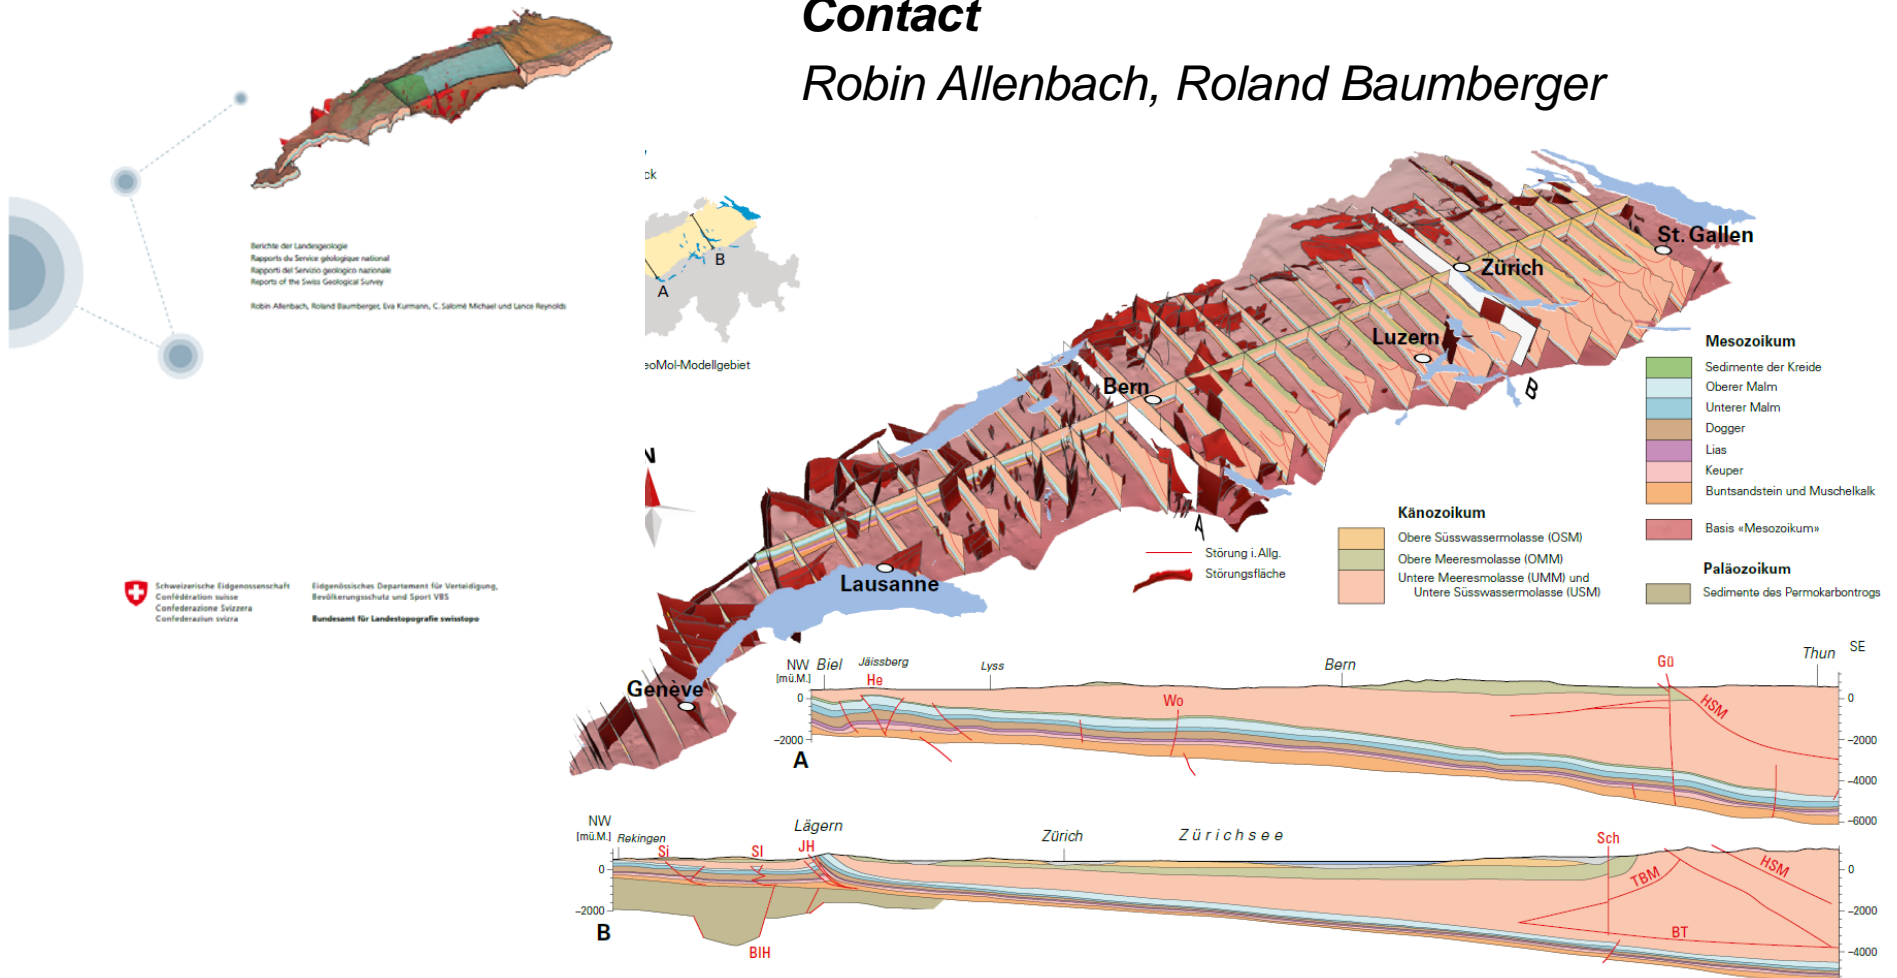 Contact
Robin Allenbach, Roland Baumberger
Berichte der Landesgeologie
Rapports du Service géologique national
Rapporti del Servizio geologico nazionale
Reports of the Swiss Geological Survey
Robin Allenbach, Roland Baumberger, Eva Kurmann, C. Salomé Michael und Lance Reynolds
Schweizerische Eidgenossenschaft
Confédération suisse
Confederazione Svizzera
Confederaziun svizra
Eidgenössisches Departement für Verteidigung,
Bevölkerungsschutz und Sport VBS
Bundesamt für Landestopografie swisstopo
ck
B
A
eoMol-Modellgebiet
N
St. Gallen
Zürich
Luzern
Bern
Lausanne
Genève
A
B
Störung i. Allg.
Störungsfläche
Känozoikum
Obere Süsswassermolasse (OSM)
Obere Meeresmolasse (OMM)
Untere Meeresmolasse (UMM) und
Untere Süsswassermolasse (USM)
Mesozoikum
Sedimente der Kreide
Oberer Malm
Unterer Malm
Dogger
Lias
Keuper
Buntsandstein und Muschelkalk
Basis «Mesozoikum»
Paläozoikum
Sedimente des Permokarbontrogs
NW
[mü.M.]
Biel
Jäissberg
Lyss
Bern
Thun
SE
He
Wo
Gü
HSM
0
–2000
0
–2000
–4000
–6000
A
NW
[mü.M.]
Rekingen
Lägern
Zürich
Zürichsee
Si
SI
JH
Sch
TBM
HSM
BT
BIH
0
–2000
0
–2000
–4000
B